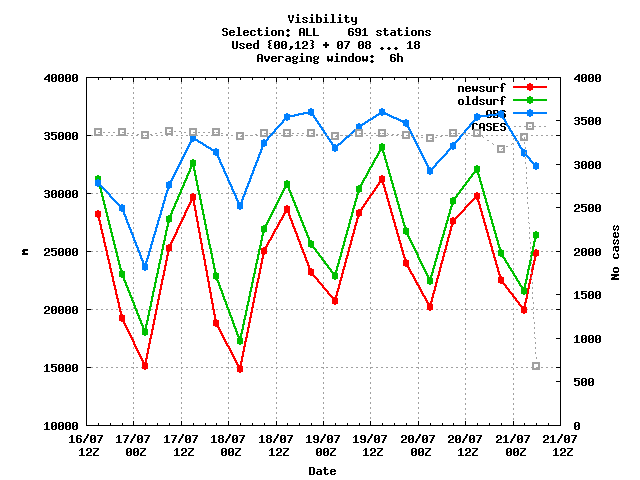 Visibility
Selection: ALL    691 stations
Used {00,12} + 07 08 ... 18
Averaging window:  6h
newsurf
oldsurf
OBS
CASES
40000
35000
30000
25000
20000
15000
10000
m
4000
3500
3000
2500
2000
1500
1000
500
0
No cases
16/07 17/07 17/07 18/07 18/07 19/07 19/07 20/07 20/07 21/07 21/07
12Z 00Z 12Z 00Z 12Z 00Z 12Z 00Z 12Z 00Z 12Z
Date